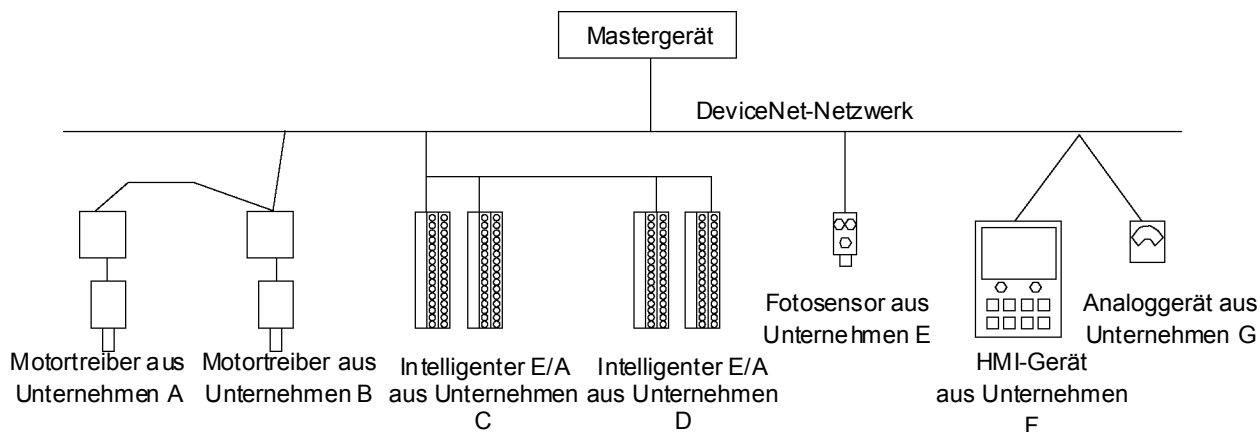 Mastergerät
DeviceNet-Netzwerk
Motortreiber aus
Unternehmen A
Motortreiber aus
Unternehmen B
Intelligenter E/A
aus Unternehmen
C
Intelligenter E/A
aus Unternehmen
D
Fotosensor aus
Unternehmen E
HMI-Gerät
aus Unternehmen
F
Analoggerät aus
Unternehmen G